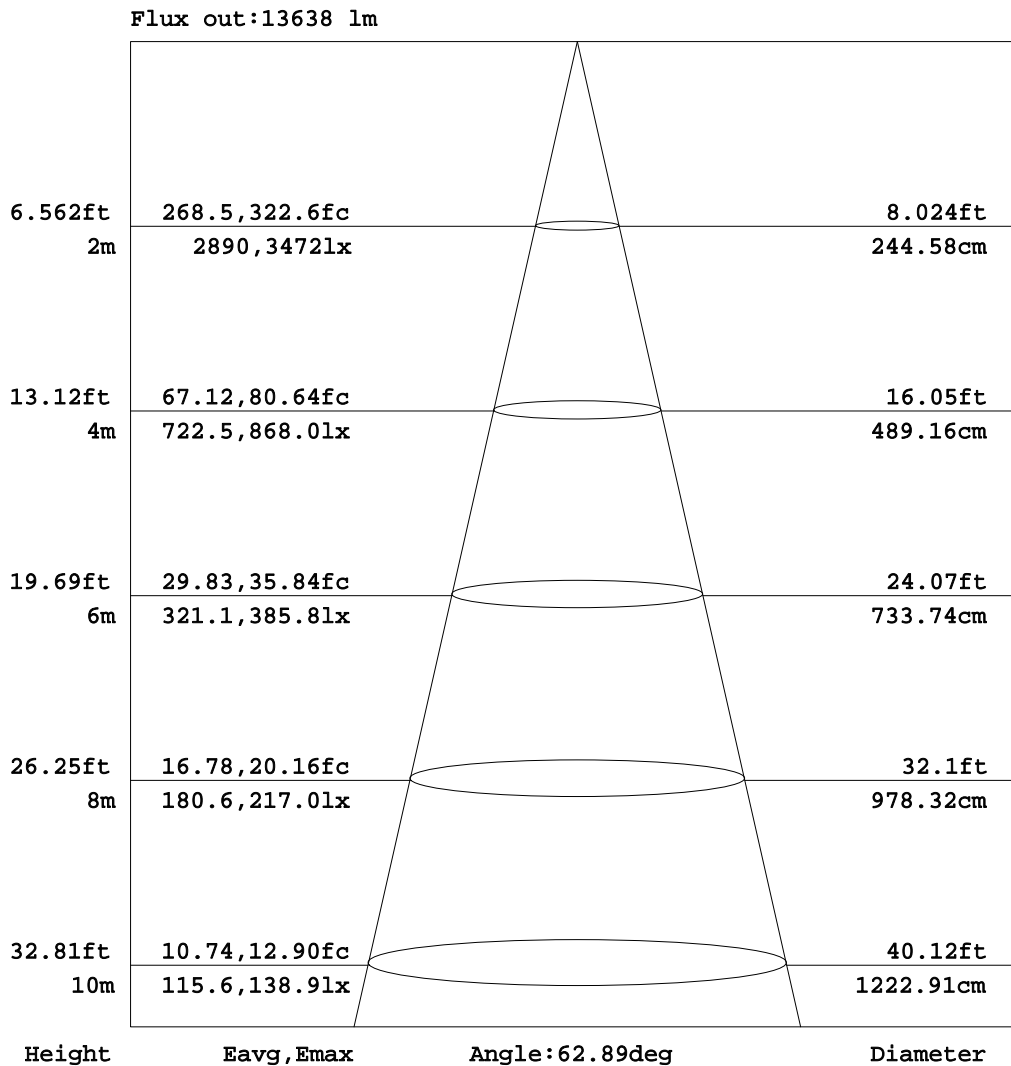 Flux out:13638 lm
6.562ft 268.5,322.6fc 8.024ft
2m 2890,3472lx 244.58cm
13.12ft 67.12,80.64fc 16.05ft
4m 722.5,868.0lx 489.16cm
19.69ft 29.83,35.84fc 24.07ft
6m 321.1,385.8lx 733.74cm
26.25ft 16.78,20.16fc 32.1ft
8m 180.6,217.0lx 978.32cm
32.81ft 10.74,12.90fc 40.12ft
10m 115.6,138.9lx 1222.91cm
Height Eavg,Emax Angle:62.89deg Diameter